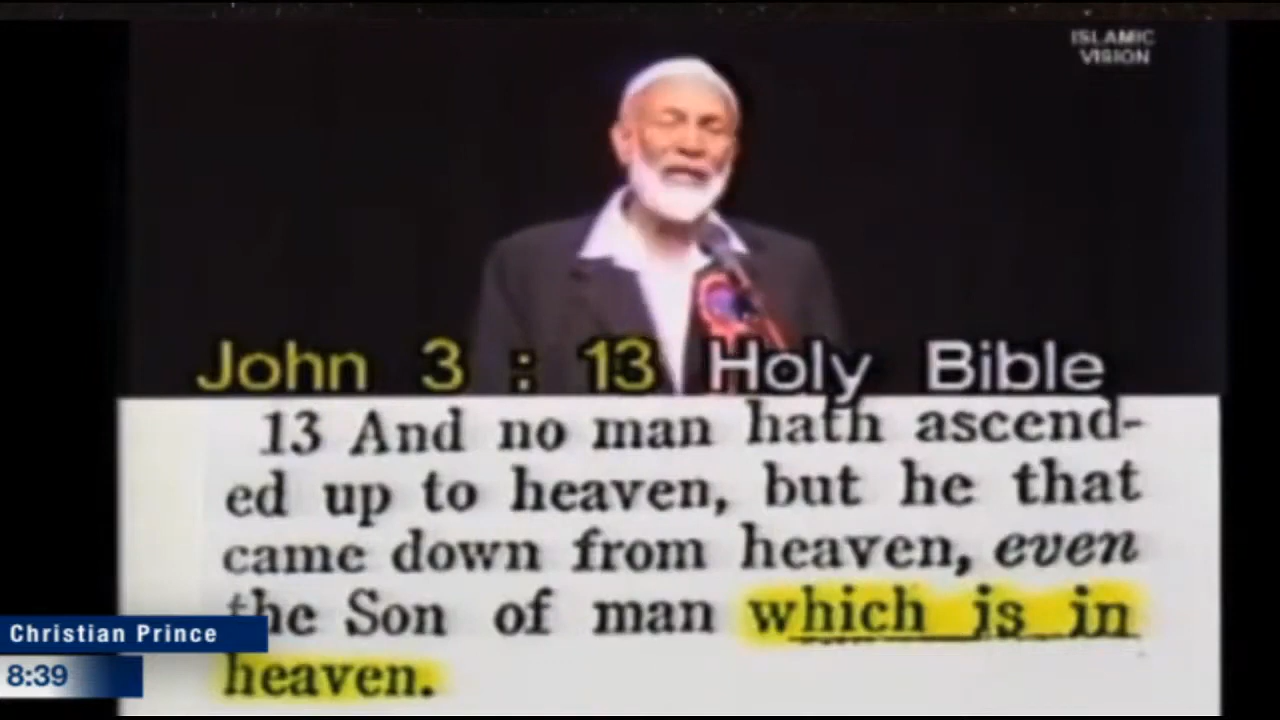 ISLAMIC
VISION
John 3 : 13 Holy Bible
13 And no man hath ascend-
ed up to heaven, but he that
came down from heaven, even
the Son of man which is in
heaven.
Christian Prince
8:39